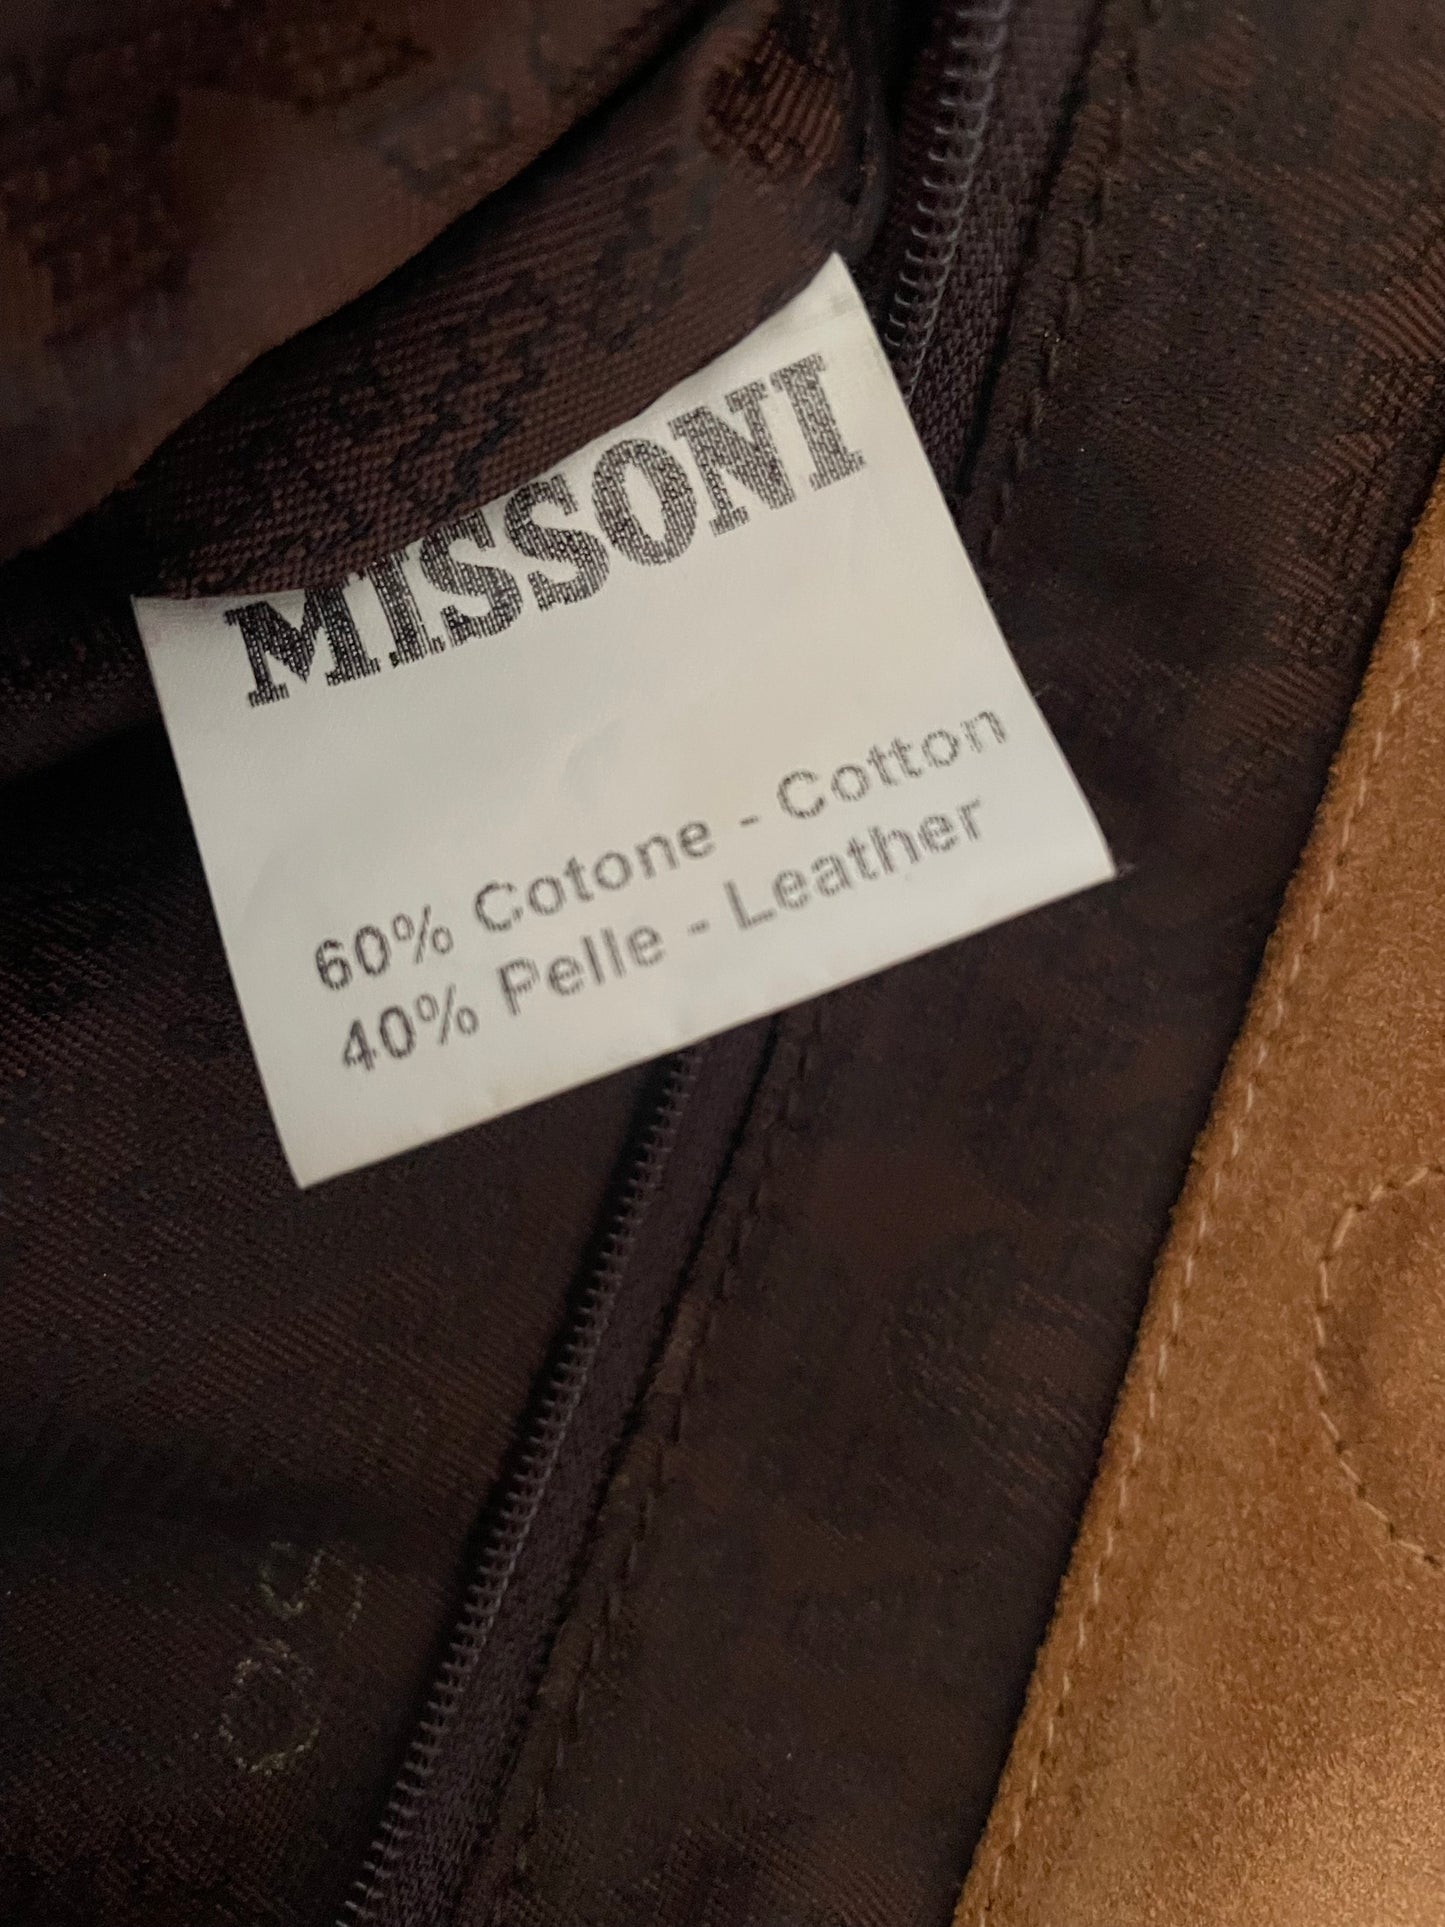 MISSONI
60% Cotone - Cotton
40% Pelle - Leather